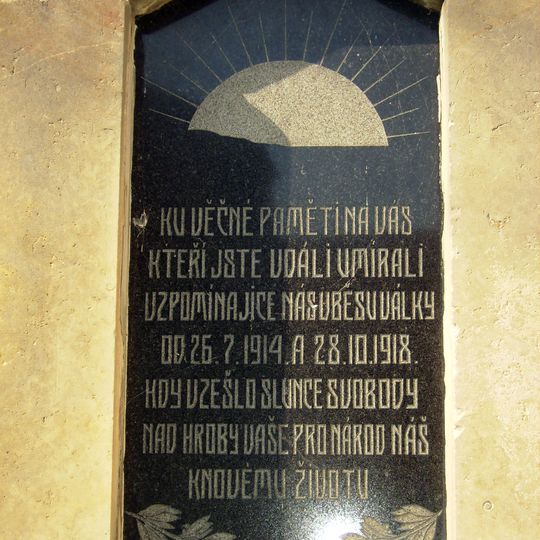 KU VĚČNÉ PAMĚTI NA VÁS
KTEŘÍ JSTE V DÁLI UMÍRALI
VZPOMÍNAJÍCE NÁS U BĚSU VÁLKY
OD 26. 7. 1914. A 28. 10. 1918.
KDY VZEŠLO SLUNCE SVOBODY
NAD HROBY VAŠE PRO NÁROD NÁŠ
K NOVÉMU ŽIVOTU